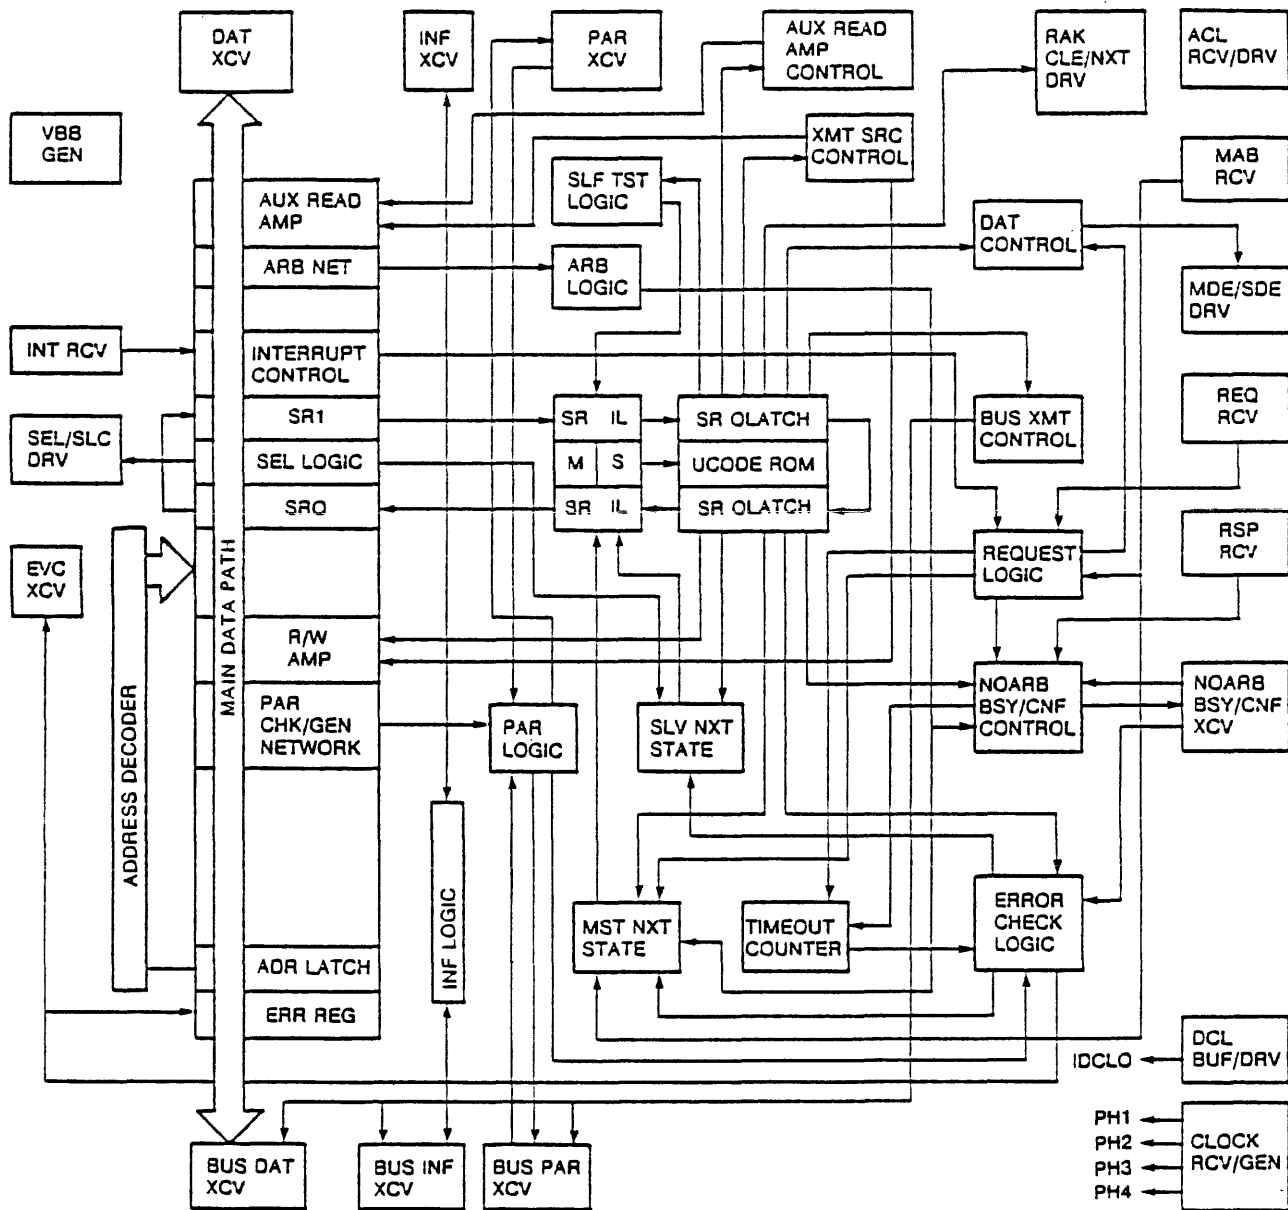 DAT
XCV
INF
XCV
PAR
XCV
AUX READ
AMP
CONTROL
RAK
CLE/NXT
DRV
ACL
RCV/DRV
VBB
GEN
XMT SRC
CONTROL
MAB
RCV
AUX READ
AMP
SLF TST
LOGIC
DAT
CONTROL
ARB NET
ARB
LOGIC
MDE/SDE
DRV
INT RCV
INTERRUPT
CONTROL
SR1
SR IL
SR OLATCH
BUS XMT
CONTROL
REQ
RCV
SEL/SLC
DRV
SEL LOGIC
M S
UCODE ROM
SRO
SR IL
SR OLATCH
EVC
XCV
REQUEST
LOGIC
RSP
RCV
ADDRESS DECODER
MAIN DATA PATH
R/W
AMP
PAR
CHK/GEN
NETWORK
PAR
LOGIC
SLV NXT
STATE
NOARB
BSY/CNF
CONTROL
NOARB
BSY/CNF
XCV
INF LOGIC
MST NXT
STATE
TIMEOUT
COUNTER
ERROR
CHECK
LOGIC
ADR LATCH
ERR REG
IDCLO
DCL
BUF/DRV
BUS DAT
XCV
BUS INF
XCV
BUS PAR
XCV
PH1
PH2
PH3
PH4
CLOCK
RCV/GEN